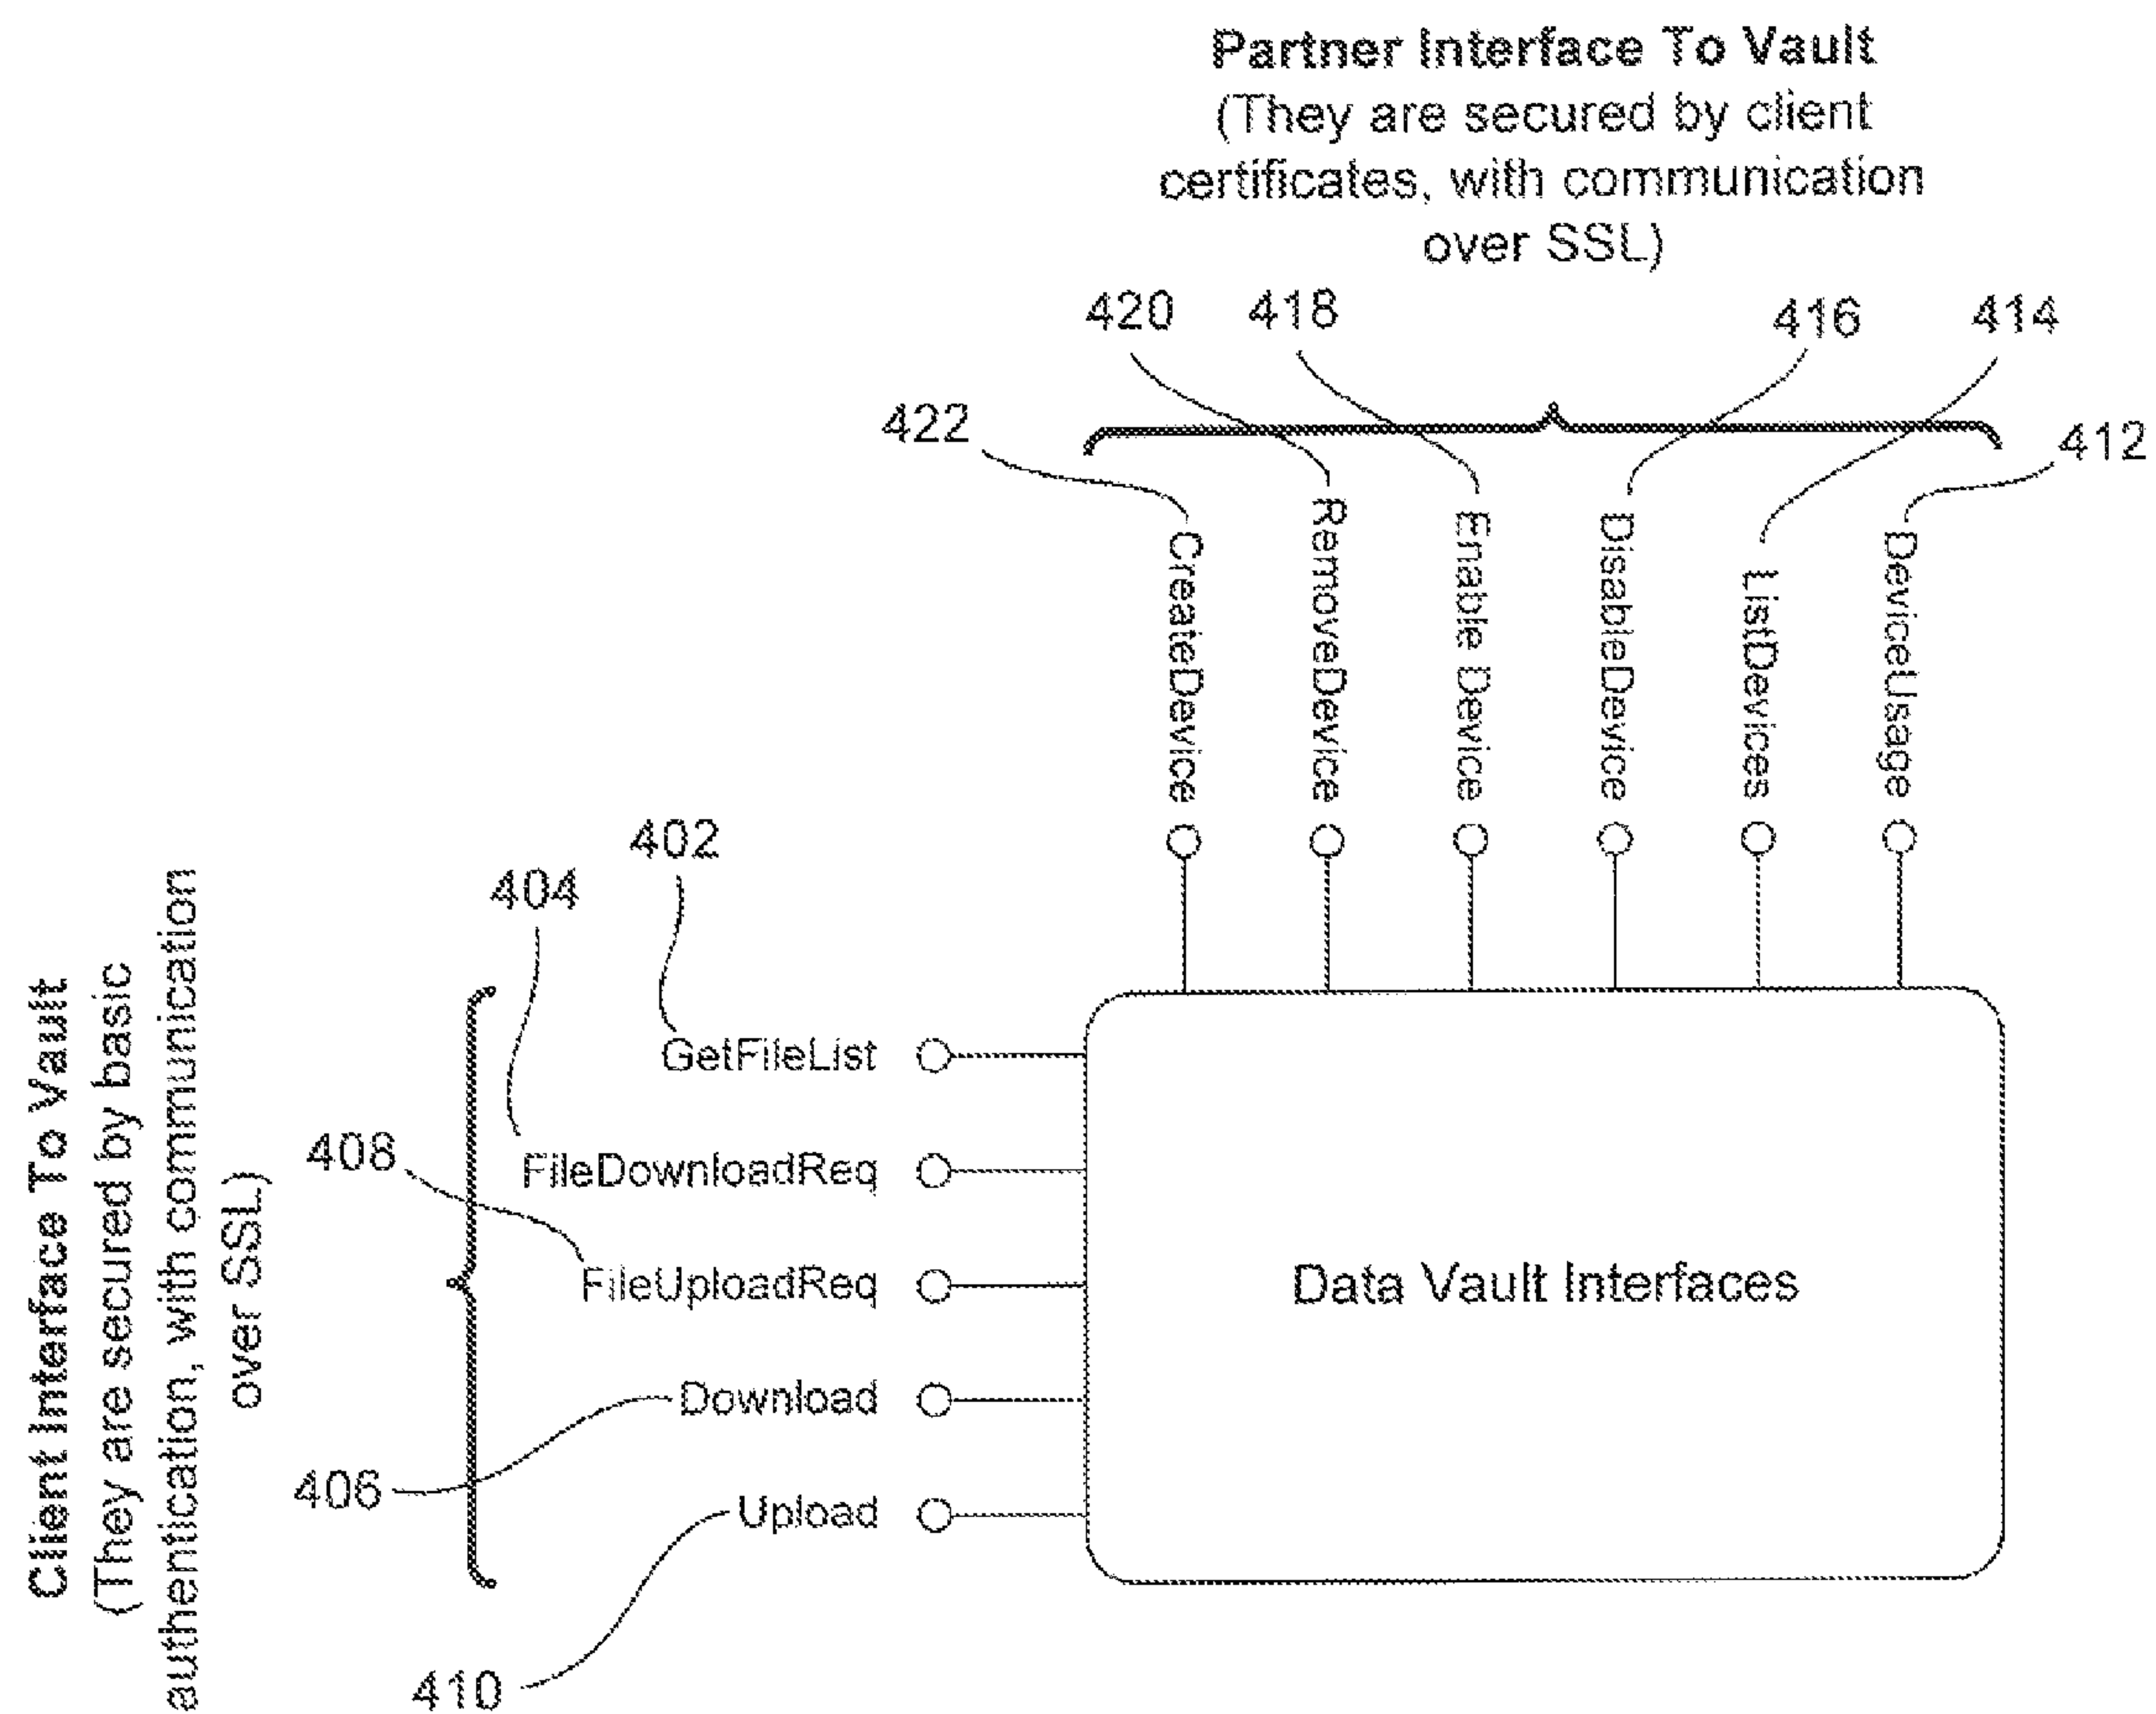 Partner Interface To Vault
(They are secured by client
certificates, with communication
over SSL)
420
418
416
414
422
412
CreateDevice
RemoveDevice
Enable Device
DisableDevice
ListDevices
DeviceUsage
Client Interface To Vault
(They are secured by basic
authentication, with communication
over SSL)
402
404
GetFileList
408
FileDownloadReq
FileUploadReq
Data Vault Interfaces
Download
406
Upload
410